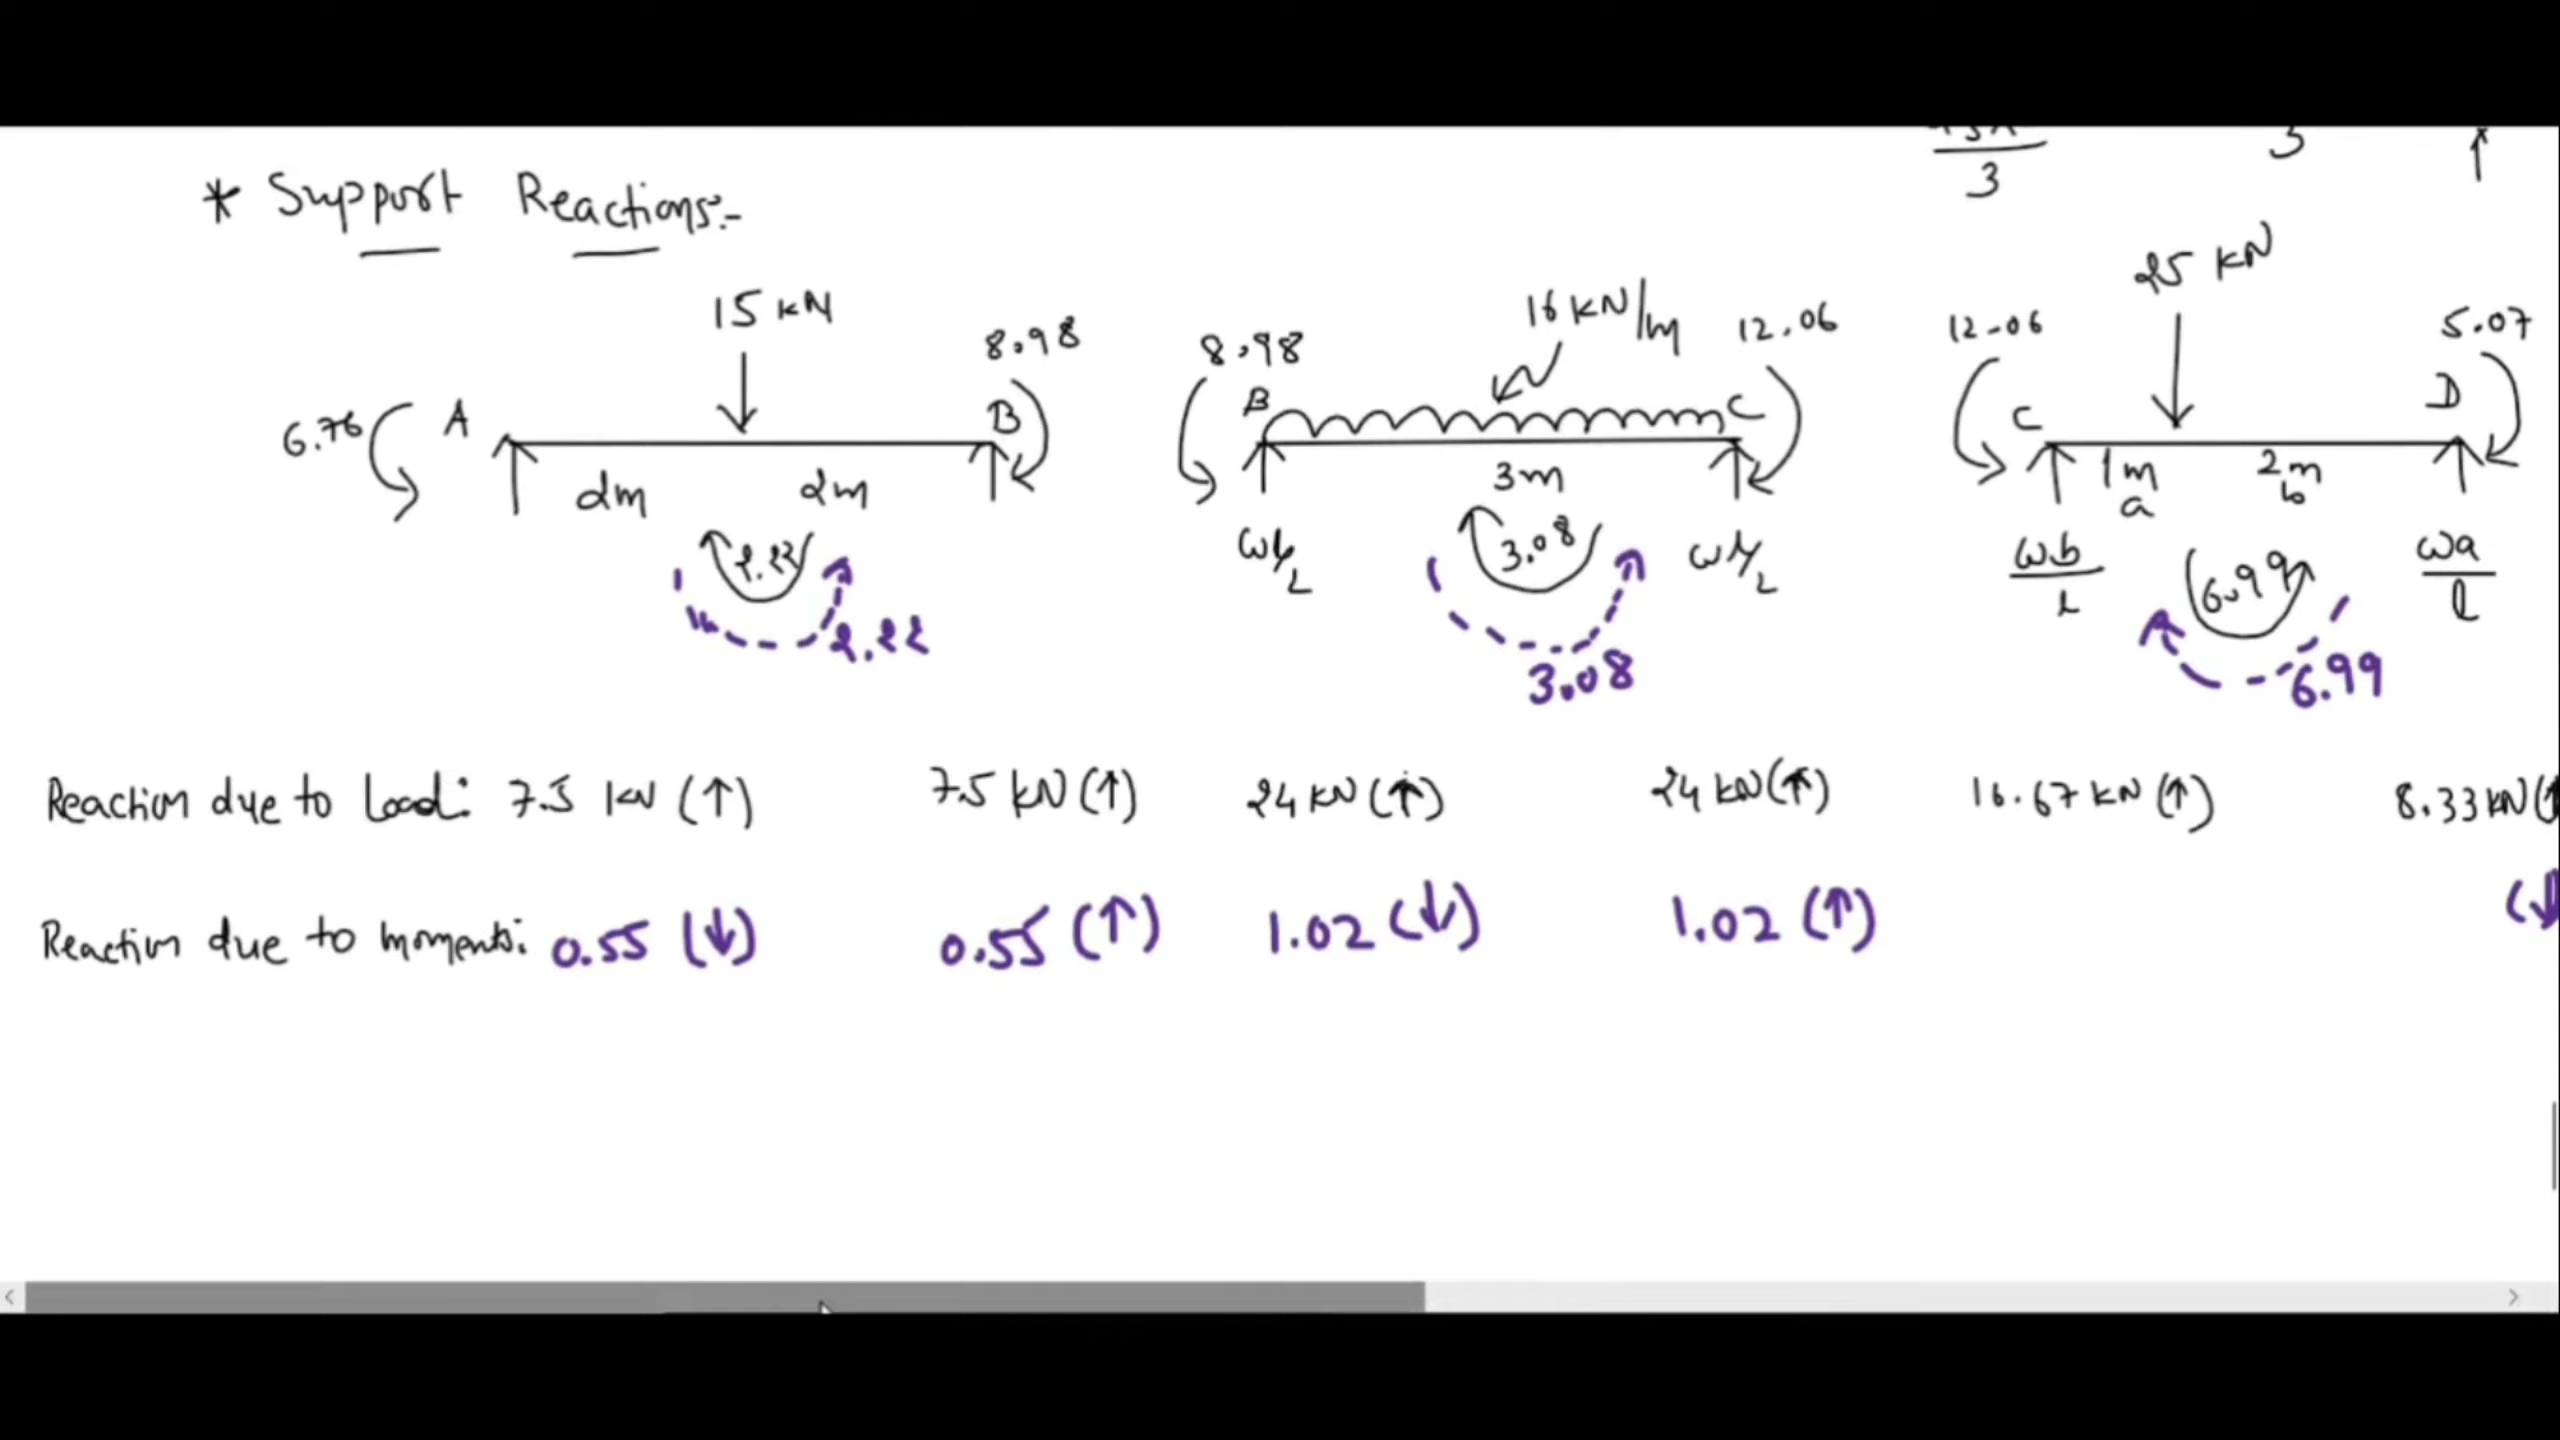 3
3
* Support Reactions:-
15 kN
8.98
8.98
16 kN/m
12.06
12.06
25 kN
5.07
6.76
A
B
B
C
C
D
2m
2m
3m
1m
2m
a
b
2.22
2.22
wl/2
3.08
3.08
wl/2
wb/l
6.99
6.99
wa/l
Reaction due to Load: 7.5 kN (↑) 7.5 kN (↑) 24 kN (↑) 24 kN (↑) 16.67 kN (↑) 8.33 kN (↑
Reaction due to moments: 0.55 (↓) 0.55 (↑) 1.02 (↓) 1.02 (↑) (↓